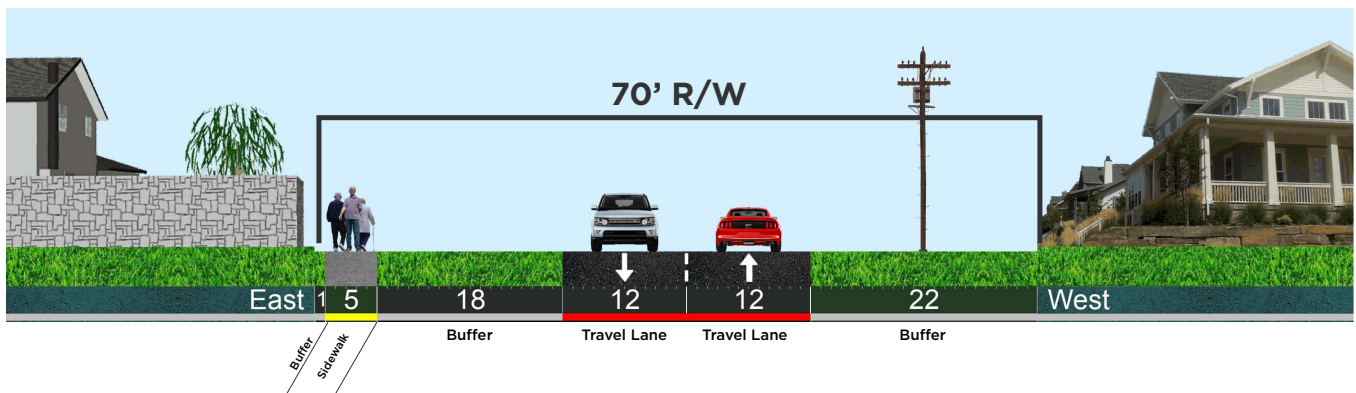 70’ R/W
East 1 5 18 12 12 22 West
Buffer Sidewalk Buffer Travel Lane Travel Lane Buffer